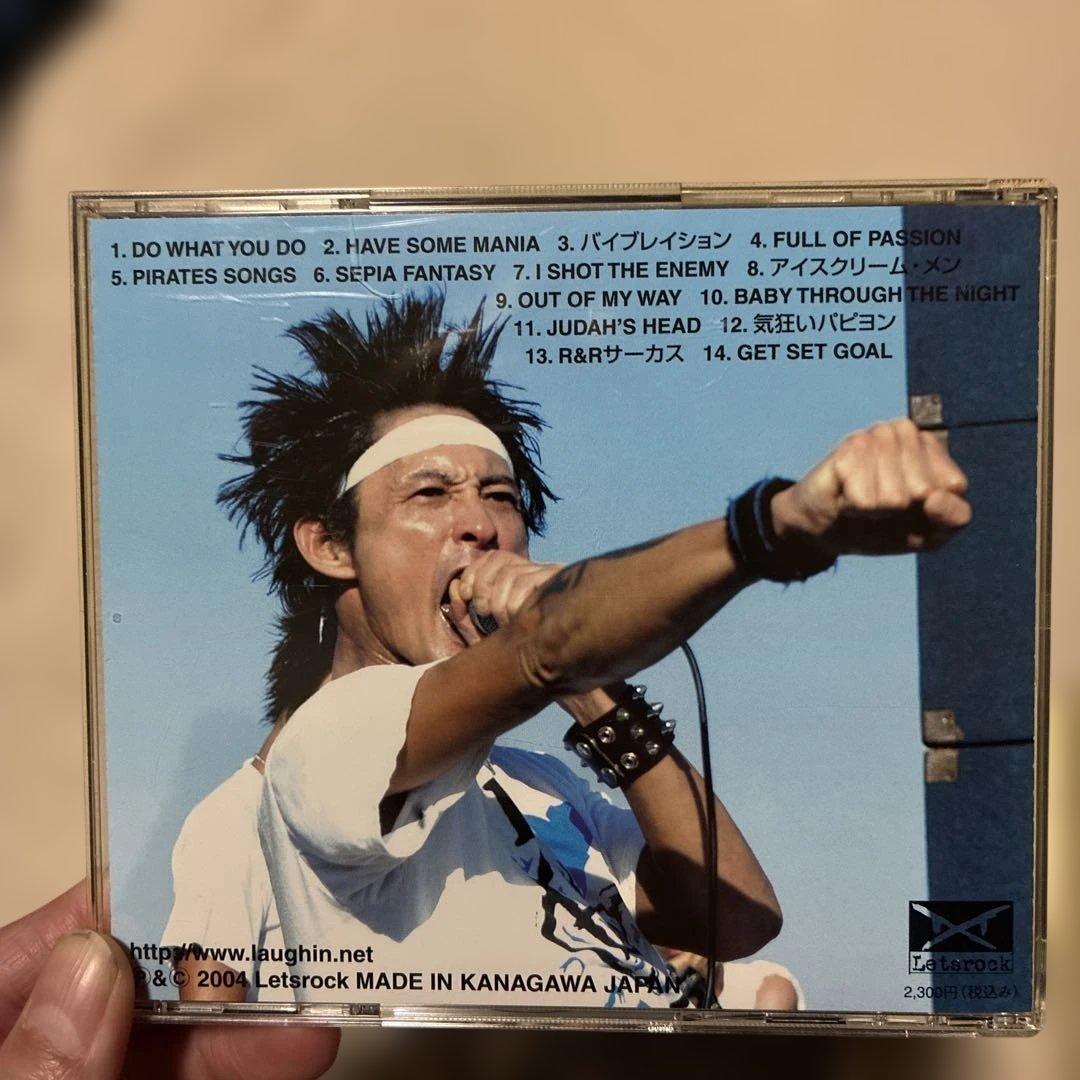 1. DO WHAT YOU DO 2. HAVE SOME MANIA 3. バイブレイション 4. FULL OF PASSION
5. PIRATES SONGS 6. SEPIA FANTASY 7. I SHOT THE ENEMY 8. アイスクリーム・メン
9. OUT OF MY WAY 10. BABY THROUGH THE NIGHT
11. JUDAH'S HEAD 12. 気狂いパピヨン
13. R&Rサーカス 14. GET SET GOAL
http://www.laughin.net
℗&© 2004 Letsrock MADE IN KANAGAWA JAPAN
Letsrock
2,300円(税込み)